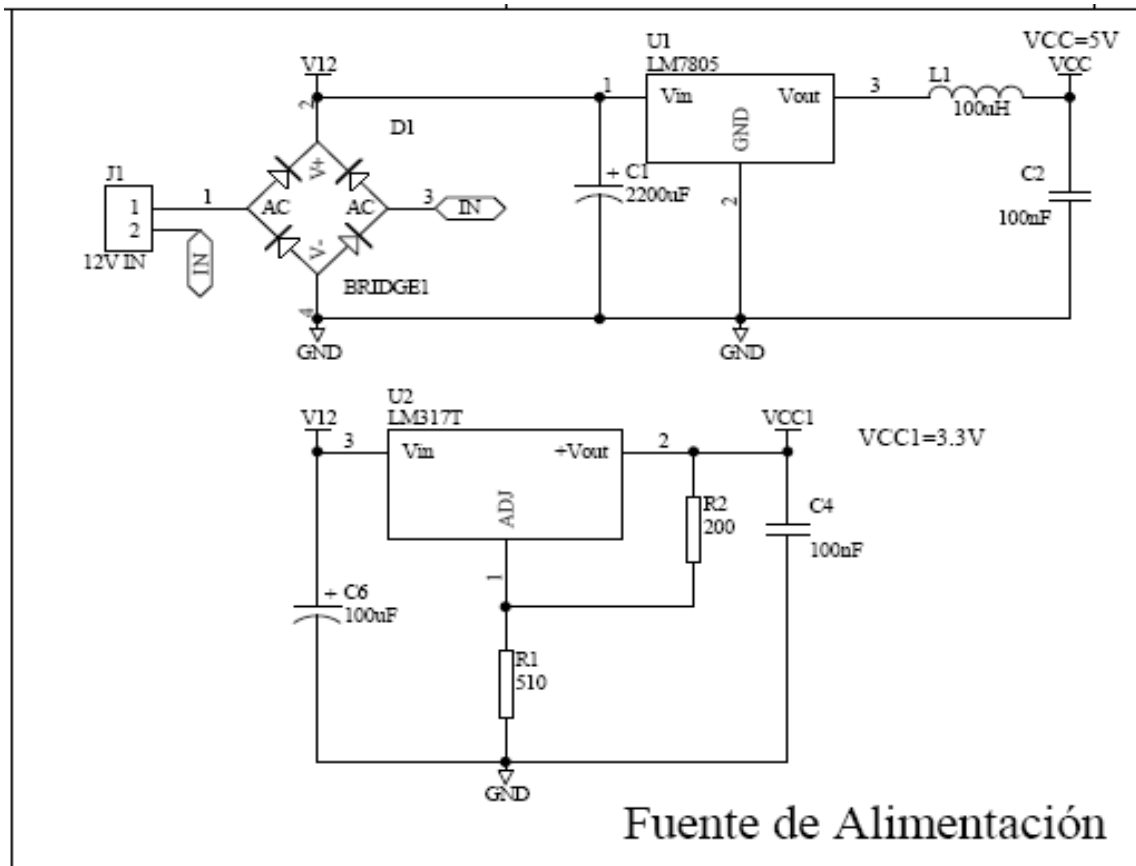 U1
LM7805
VCC=5V
V12
VCC
1
Vin
Vout
3
L1
100uH
GND
2
2
D1
V+
J1
1
2
12V IN
1
AC
AC
3
IN
IN
V-
BRIDGE1
4
+
C1
2200uF
C2
100nF
GND
GND
U2
LM317T
V12
3
Vin
+Vout
2
VCC1
VCC1=3.3V
ADJ
1
R2
200
C4
100nF
+
C6
100uF
R1
510
GND
Fuente de Alimentación